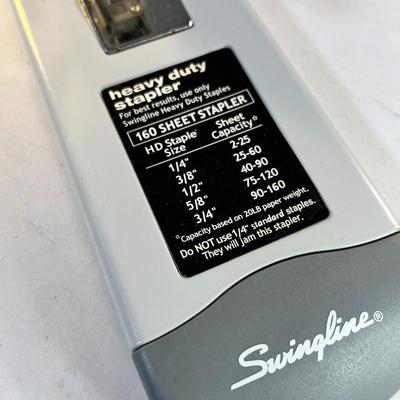 heavy duty
stapler
For best results, use only
Swingline Heavy Duty Staples
160 SHEET STAPLER
HD Staple Sheet
Size Capacity☆
1/4" 2-25
3/8" 25-60
1/2" 40-90
5/8" 75-120
3/4" 90-160
☆Capacity based on 20LB paper weight.
Do NOT use 1/4" standard staples.
They will jam this stapler.
Swingline®